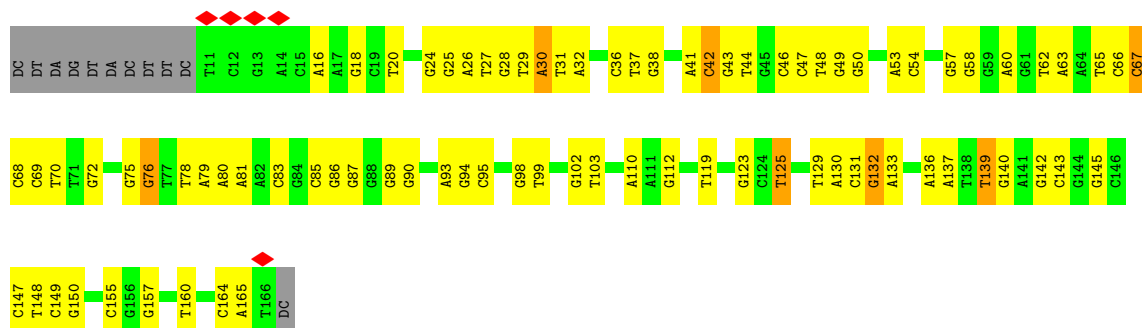 DC DT DA DG DT DA DC DT DT DC T11 C12 G13 A14 C15 A16 A17 G18 C19 T20 G24 G25 A26 T27 G28 T29 A30 T31 A32 C36 T37 G38 A41 C42 G43 T44 G45 C46 C47 T48 G49 G50 A53 C54 G57 G58 G59 A60 G61 T62 A63 A64 T65 C66 C67
C68 C69 T70 T71 G72 G75 G76 T77 T78 A79 A80 A81 A82 C83 G84 C85 G86 G87 G88 G89 G90 A93 G94 C95 G98 T99 G102 T103 A110 A111 G112 T119 G123 C124 T125 T129 A130 C131 G132 A133 A136 A137 T138 T139 G140 A141 G142 C143 G144 G145 C146
C147 T148 C149 G150 C155 G156 G157 T160 C164 A165 T166 DC